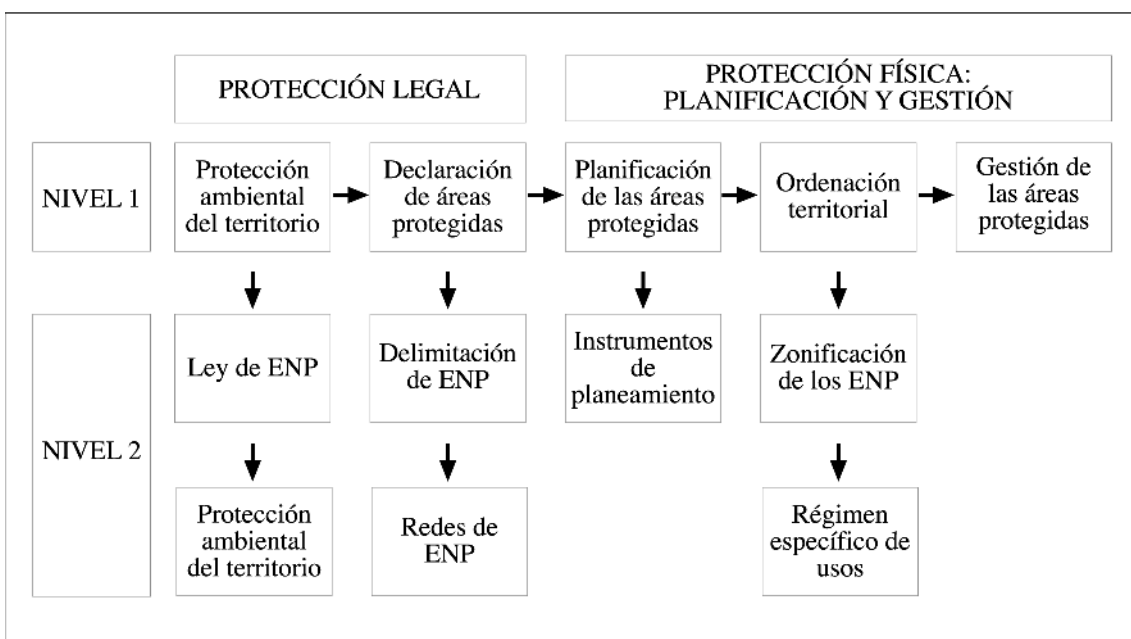 PROTECCIÓN LEGAL
PROTECCIÓN FÍSICA:
PLANIFICACIÓN Y GESTIÓN
NIVEL 1
Protección
ambiental
del territorio
Declaración
de áreas
protegidas
Planificación
de las áreas
protegidas
Ordenación
territorial
Gestión de
las áreas
protegidas
NIVEL 2
Ley de ENP
Delimitación
de ENP
Instrumentos
de
planeamiento
Zonificación
de los ENP
Protección
ambiental
del territorio
Redes de
ENP
Régimen
específico de
usos